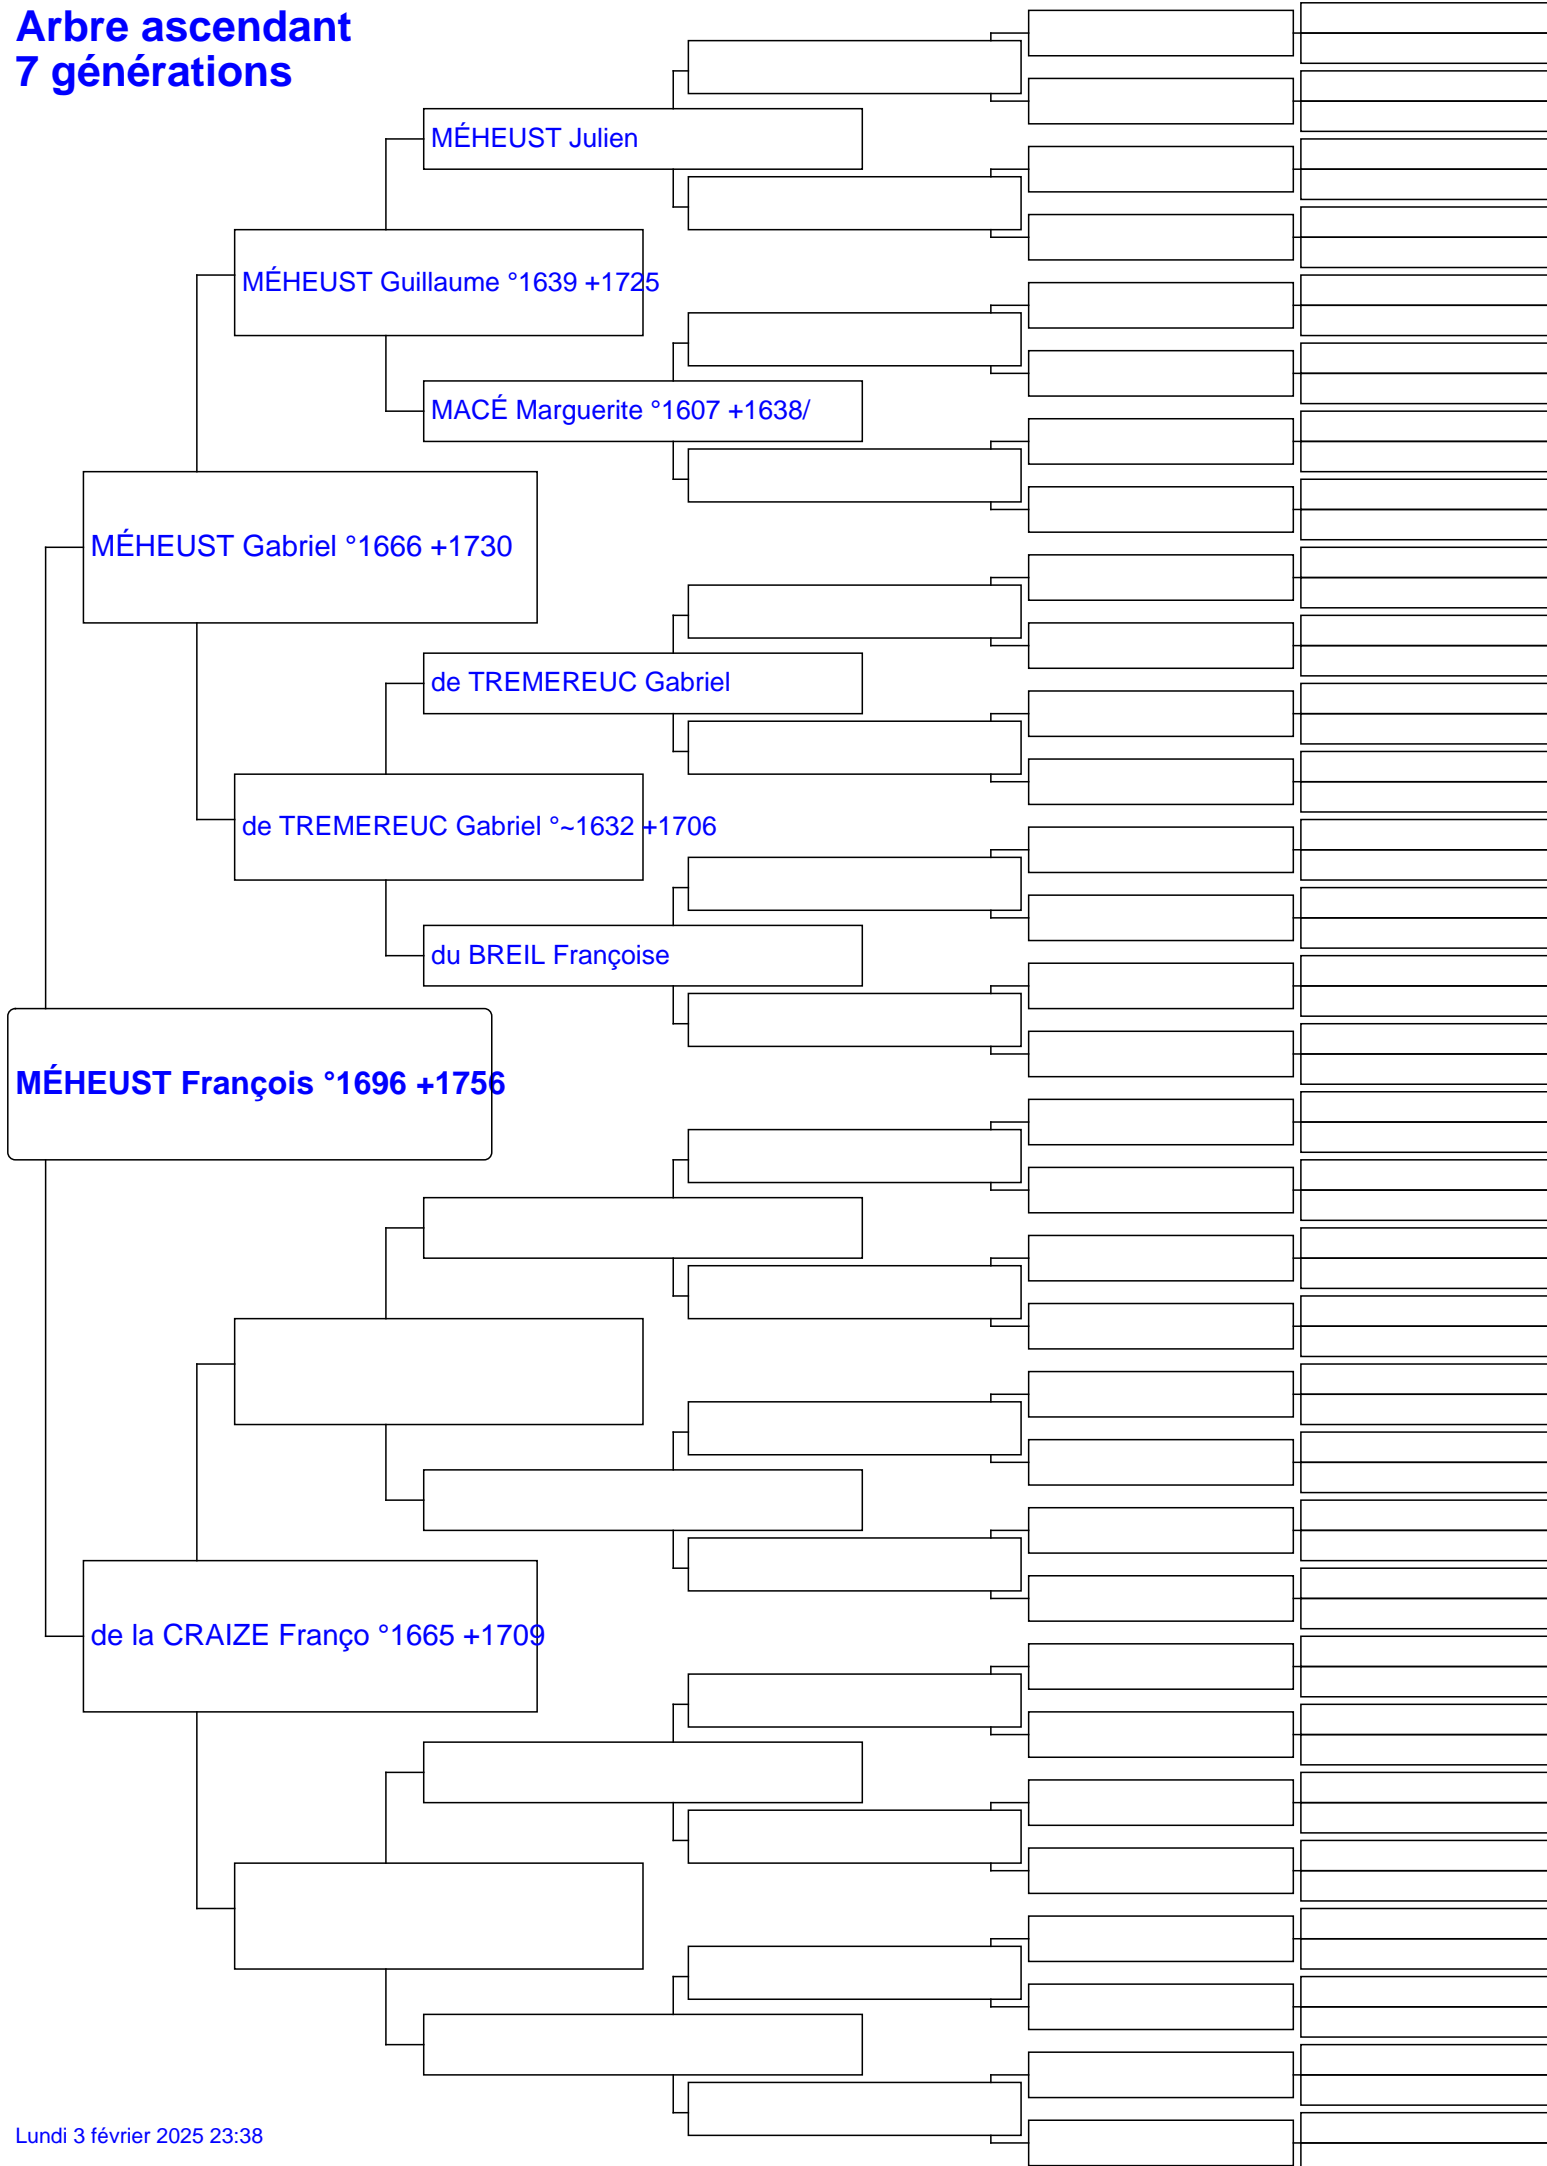 Arbre ascendant
7 générations
MÉHEUST Julien
MÉHEUST Guillaume °1639 +1725
MACÉ Marguerite °1607 +1638/
MÉHEUST Gabriel °1666 +1730
de TREMEREUC Gabriel
de TREMEREUC Gabriel °~1632 +1706
du BREIL Françoise
MÉHEUST François °1696 +1756
de la CRAIZE Franço °1665 +1709
Lundi 3 février 2025 23:38